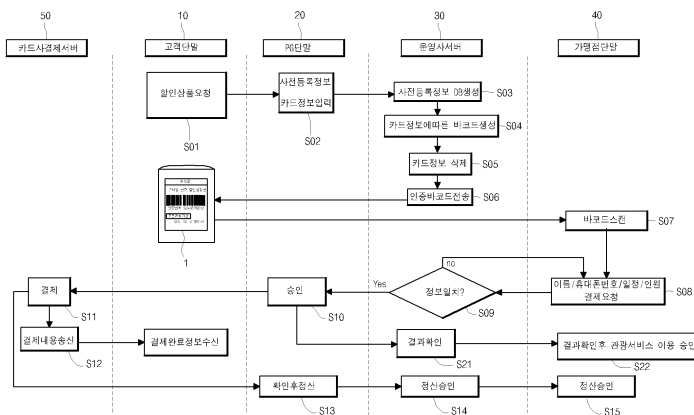 50
10
20
30
40
카드사결제서버
고객단말
PG단말
운영사서버
가맹점단말
할인상품요청
S01
사전등록정보
카드정보입력
S02
사전등록정보 DB생성
S03
카드정보에따른 바코드생성
S04
카드정보 삭제
S05
인증바코드전송
S06
1
바코드스캔
S07
이름/휴대폰번호/일정/인원
결제요청
S08
no
정보일치?
S09
Yes
승인
S10
결제
S11
결제내용송신
S12
결제완료정보수신
결과확인
S21
결과확인후 관광서비스 이용 승인
S22
확인후정산
S13
정산승인
S14
정산승인
S15